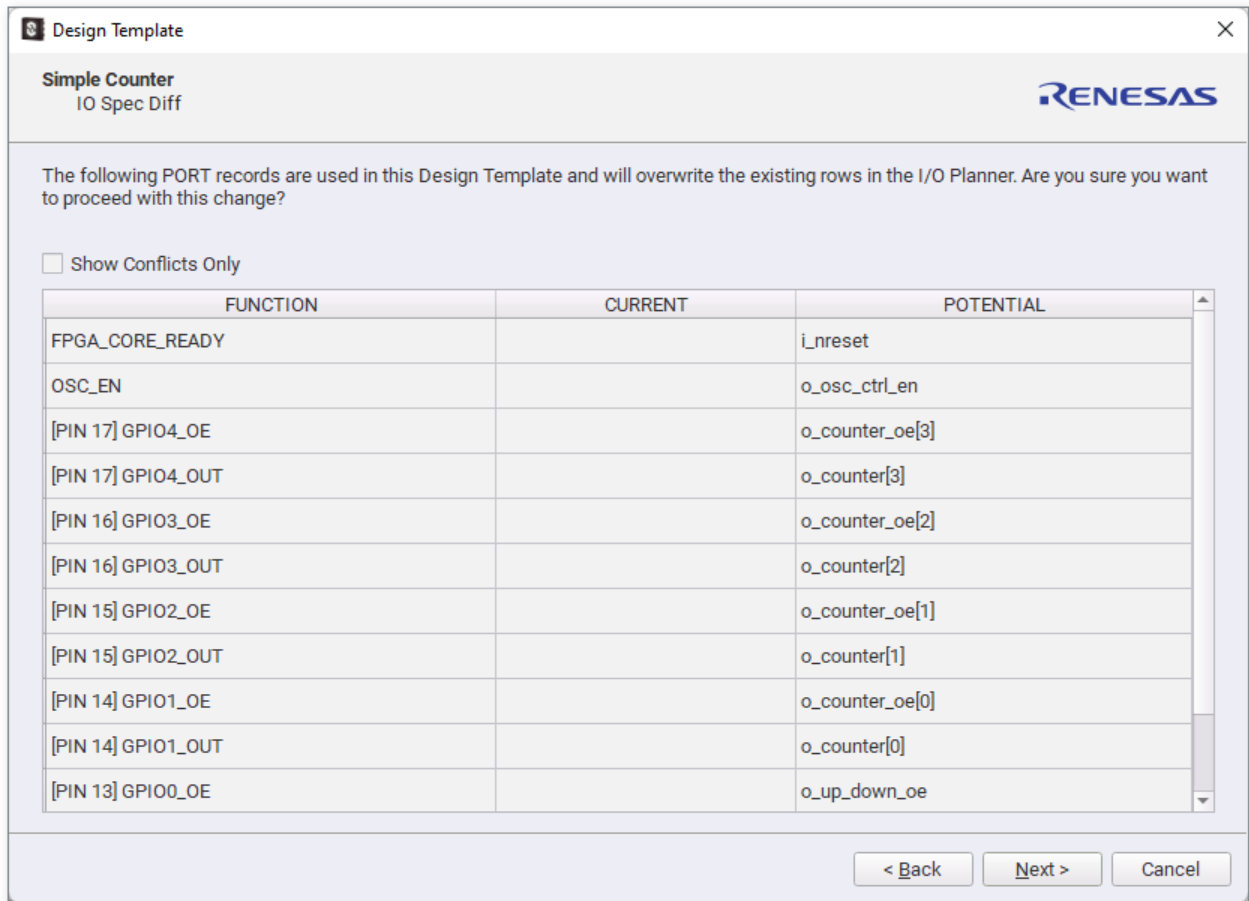 Design Template
Simple Counter
IO Spec Diff
RENESAS
The following PORT records are used in this Design Template and will overwrite the existing rows in the I/O Planner. Are you sure you want
to proceed with this change?
Show Conflicts Only
FUNCTION CURRENT POTENTIAL
FPGA_CORE_READY i_nreset
OSC_EN o_osc_ctrl_en
[PIN 17] GPIO4_OE o_counter_oe[3]
[PIN 17] GPIO4_OUT o_counter[3]
[PIN 16] GPIO3_OE o_counter_oe[2]
[PIN 16] GPIO3_OUT o_counter[2]
[PIN 15] GPIO2_OE o_counter_oe[1]
[PIN 15] GPIO2_OUT o_counter[1]
[PIN 14] GPIO1_OE o_counter_oe[0]
[PIN 14] GPIO1_OUT o_counter[0]
[PIN 13] GPIO0_OE o_up_down_oe
< Back Next > Cancel